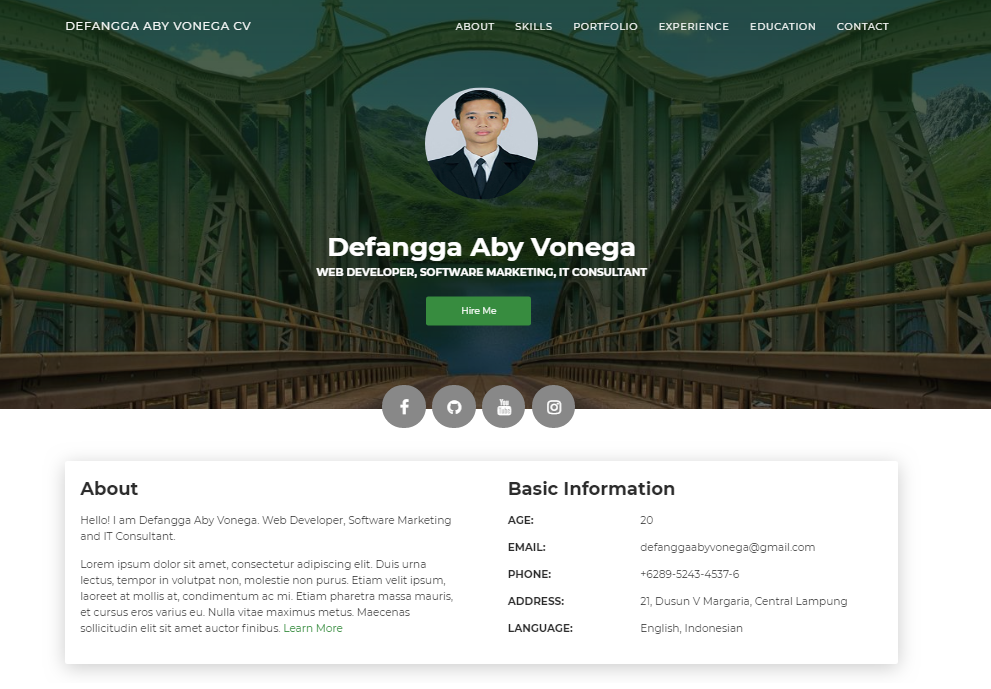 DEFANGGA ABY VONEGA CV
ABOUT SKILLS PORTFOLIO EXPERIENCE EDUCATION CONTACT
Defangga Aby Vonega
WEB DEVELOPER, SOFTWARE MARKETING, IT CONSULTANT
Hire Me
You Tube
About
Hello! I am Defangga Aby Vonega. Web Developer, Software Marketing
and IT Consultant.
Lorem ipsum dolor sit amet, consectetur adipiscing elit. Duis urna
lectus, tempor in volutpat non, molestie non purus. Etiam velit ipsum,
laoreet at mollis at, condimentum ac mi. Etiam pharetra massa mauris,
et cursus eros varius eu. Nulla vitae maximus metus. Maecenas
sollicitudin elit sit amet auctor finibus. Learn More
Basic Information
AGE: 20
EMAIL: defanggaabyvonega@gmail.com
PHONE: +6289-5243-4537-6
ADDRESS: 21, Dusun V Margaria, Central Lampung
LANGUAGE: English, Indonesian